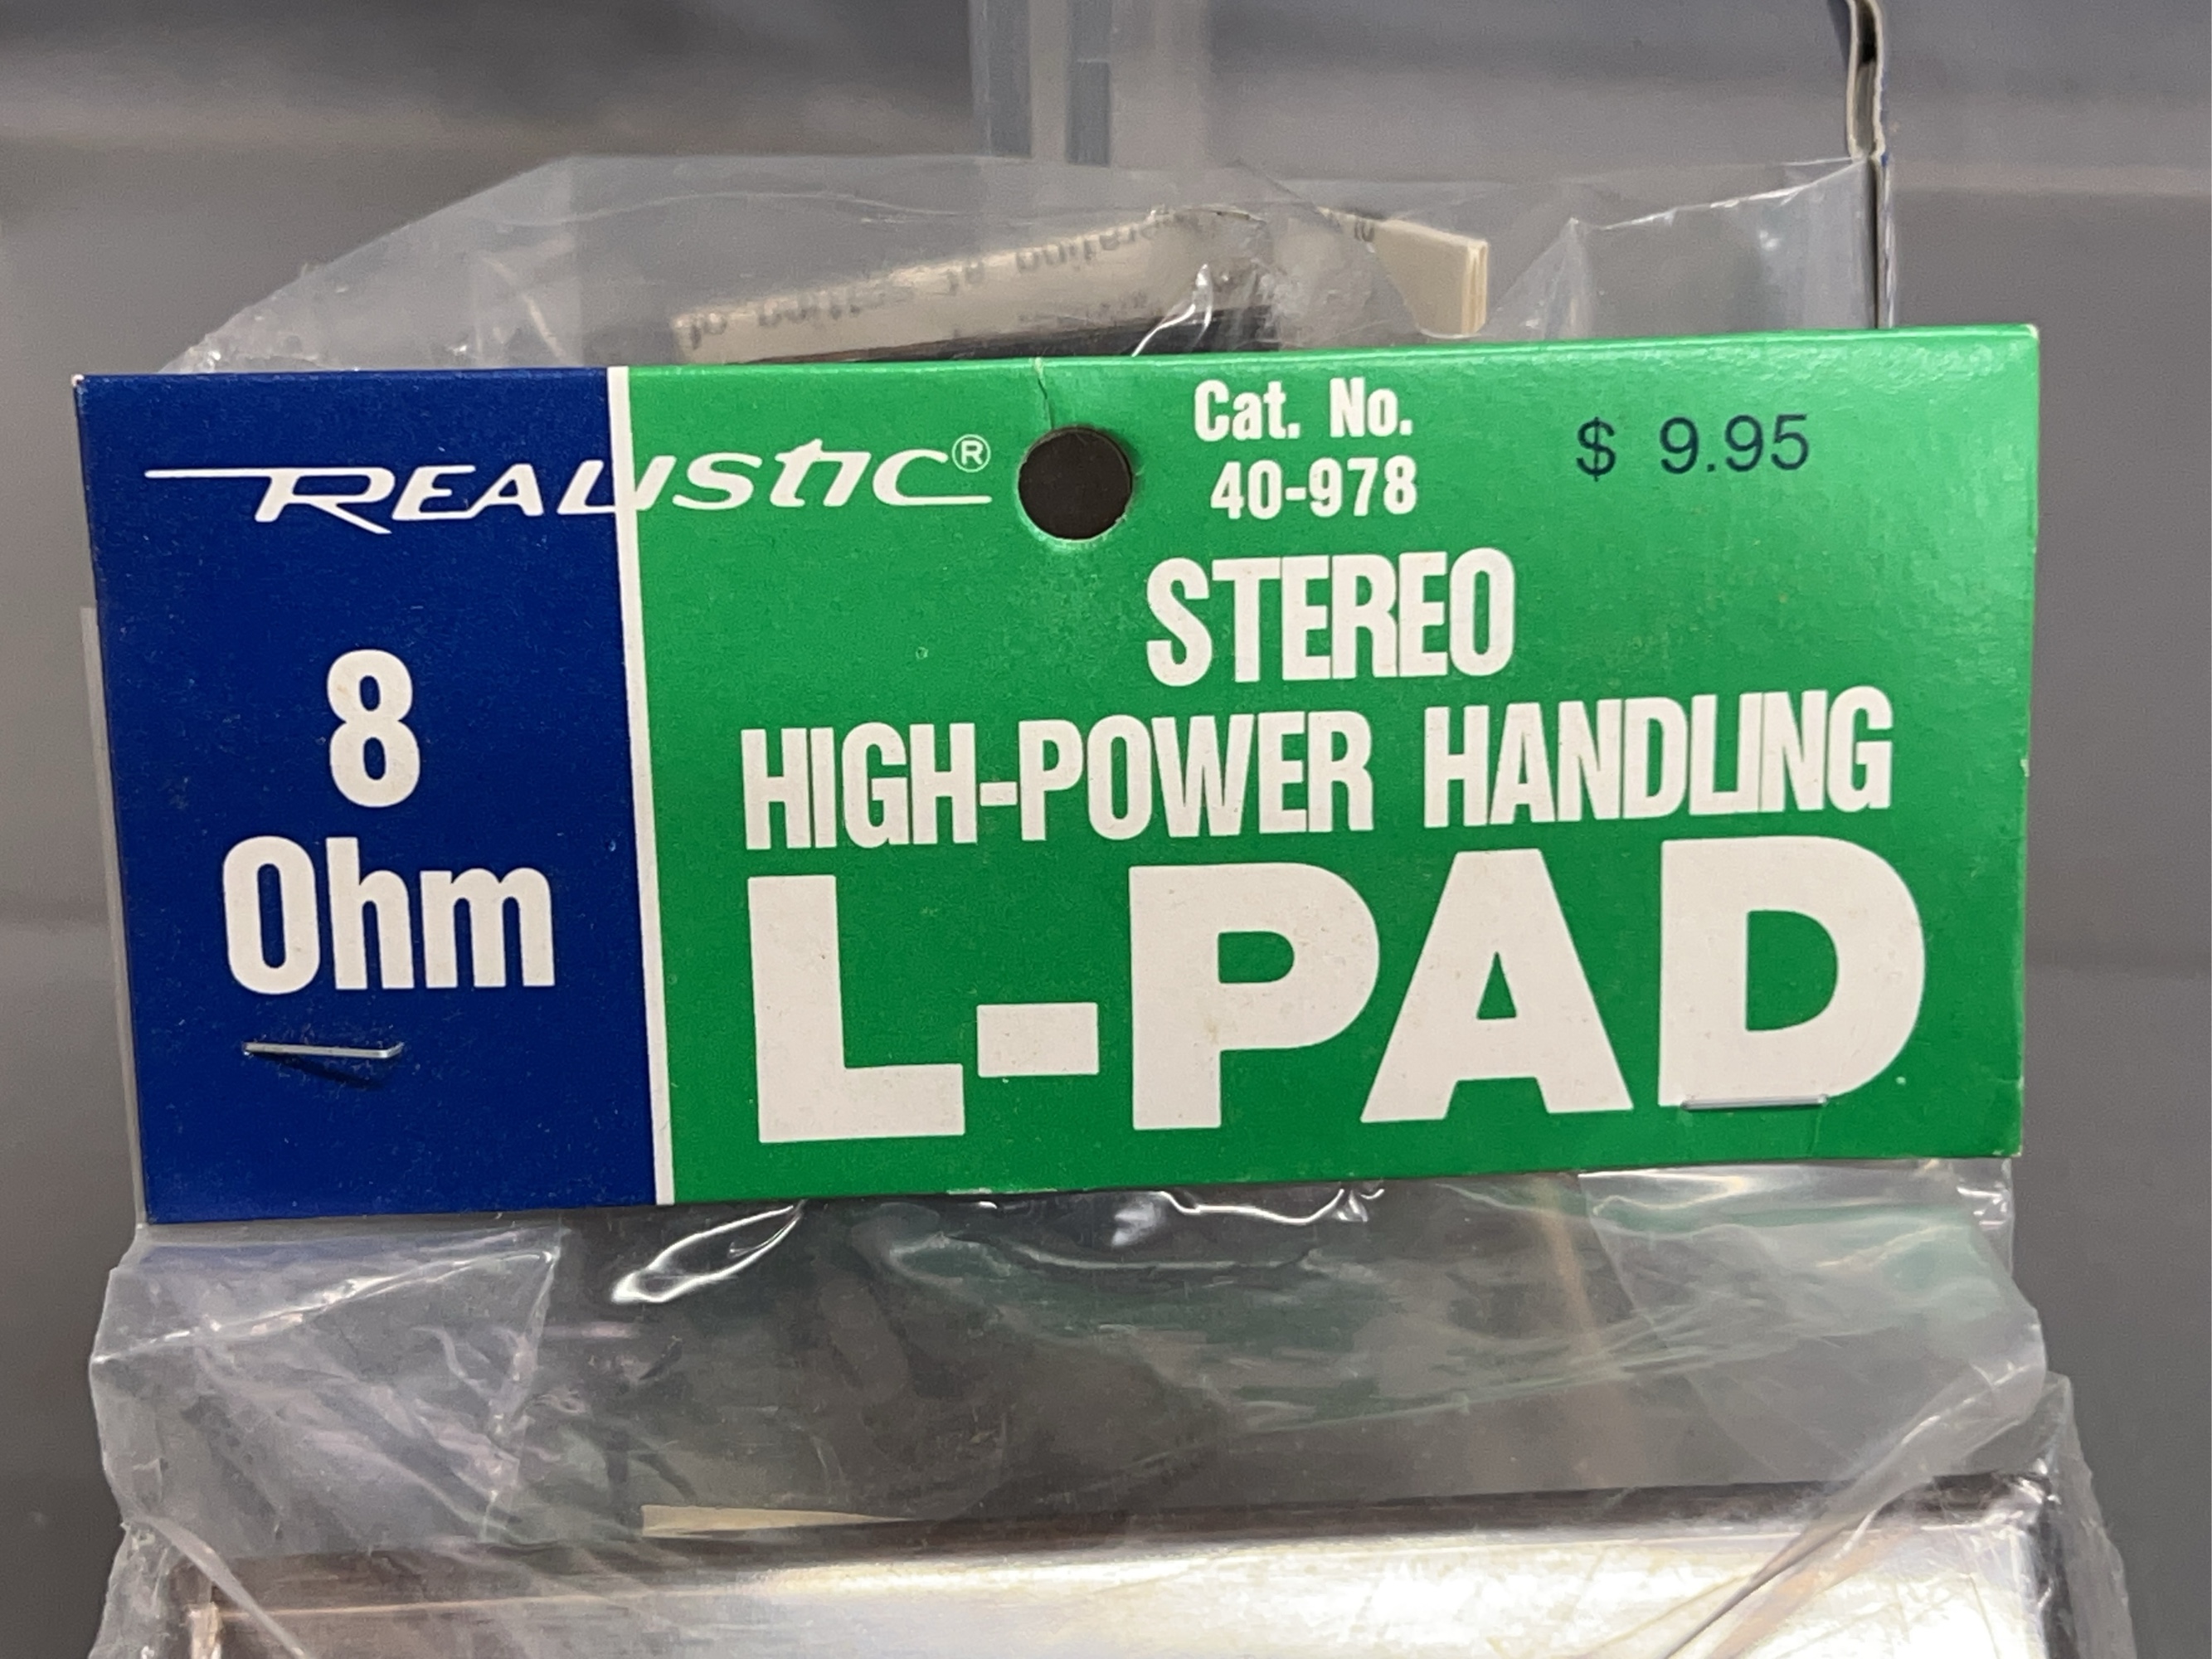 REALISTIC®
Cat. No.
40-978
$ 9.95
8
Ohm
STEREO
HIGH-POWER HANDLING
L-PAD